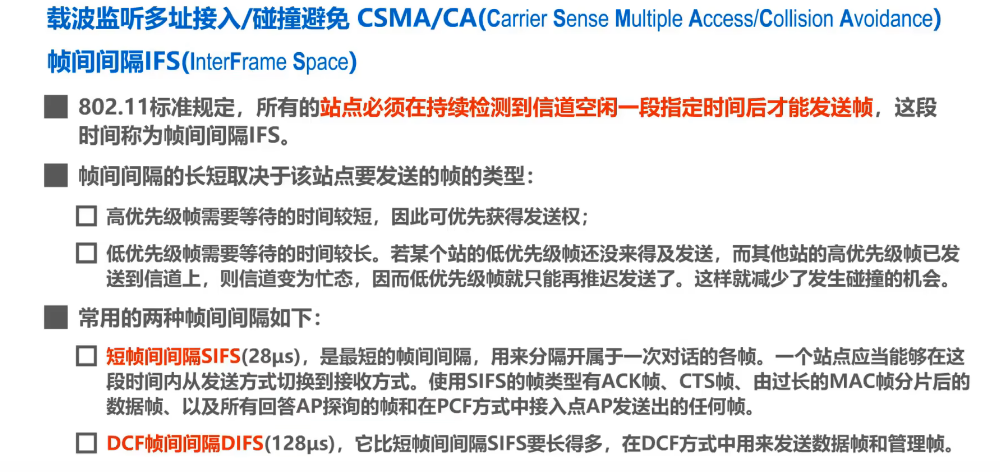 载波监听多址接入/碰撞避免 CSMA/CA(Carrier Sense Multiple Access/Collision Avoidance)
帧间间隔IFS(InterFrame Space)
802.11标准规定，所有的站点必须在持续检测到信道空闲一段指定时间后才能发送帧，这段
时间称为帧间间隔IFS。
帧间间隔的长短取决于该站点要发送的帧的类型：
高优先级帧需要等待的时间较短，因此可优先获得发送权；
低优先级帧需要等待的时间较长。若某个站的低优先级帧还没来得及发送，而其他站的高优先级帧已发
送到信道上，则信道变为忙态，因而低优先级帧就只能再推迟发送了。这样就减少了发生碰撞的机会。
常用的两种帧间间隔如下：
短帧间间隔SIFS(28μs)，是最短的帧间间隔，用来分隔开属于一次对话的各帧。一个站点应当能够在这
段时间内从发送方式切换到接收方式。使用SIFS的帧类型有ACK帧、CTS帧、由过长的MAC帧分片后的
数据帧、以及所有回答AP探询的帧和在PCF方式中接入点AP发送出的任何帧。
DCF帧间间隔DIFS(128μs)，它比短帧间间隔SIFS要长得多，在DCF方式中用来发送数据帧和管理帧。